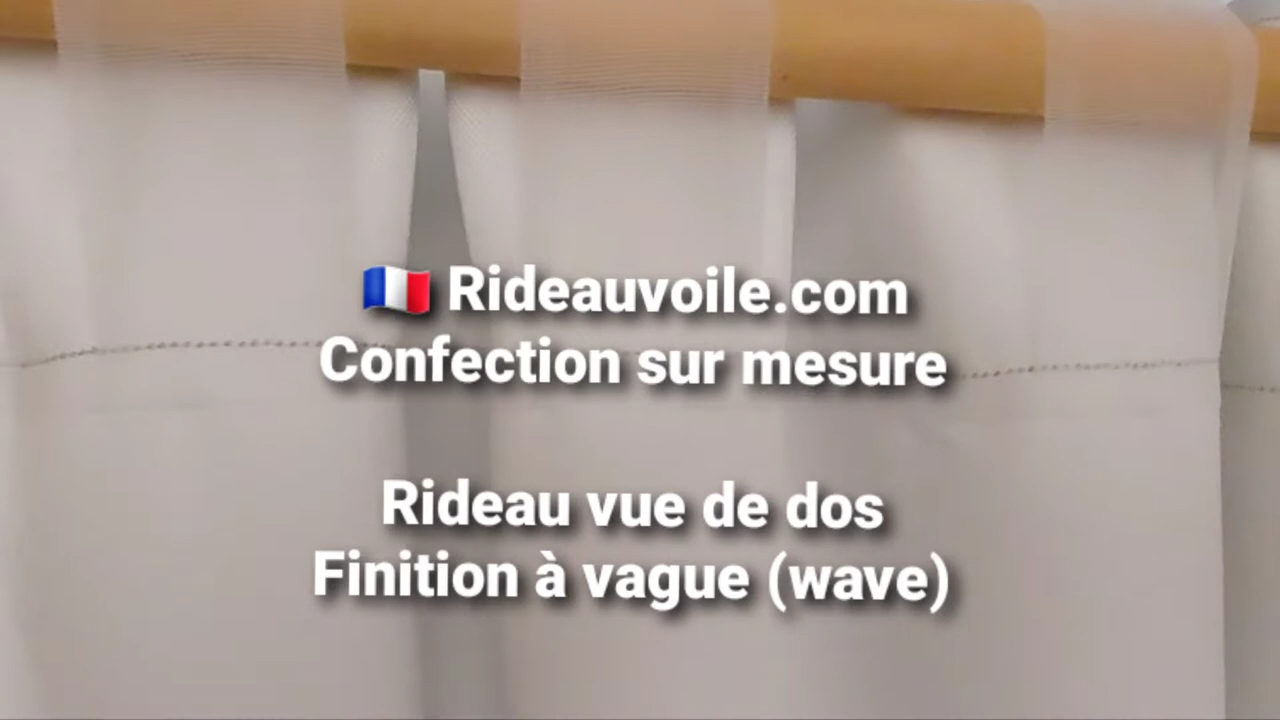 🇫🇷 Rideauvoile.com
Confection sur mesure
Rideau vue de dos
Finition à vague (wave)